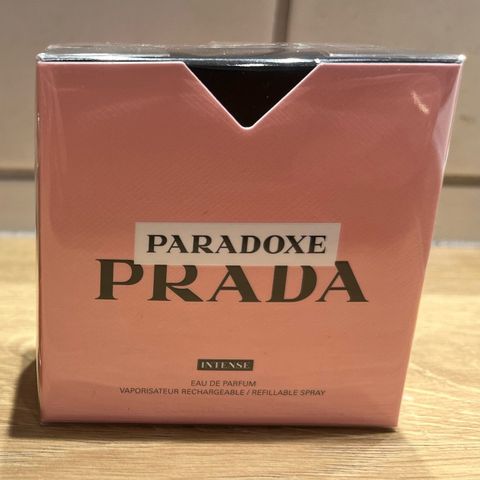 PARADOXE
PRADA
INTENSE
EAU DE PARFUM
VAPORISATEUR RECHARGEABLE / REFILLABLE SPRAY